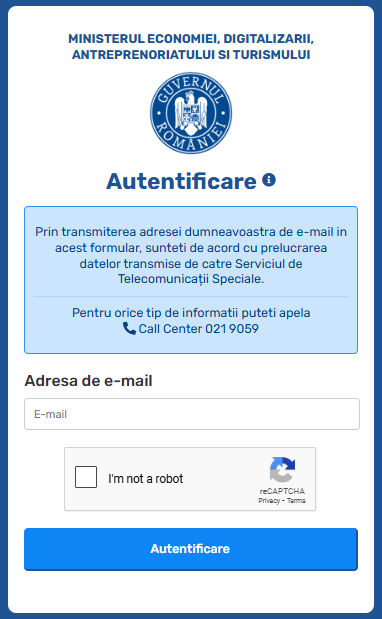 MINISTERUL ECONOMIEI, DIGITALIZARII,
ANTREPRENORIATULUI SI TURISMULUI
GUVERNUL
ROMÂNIEI
Autentificare
Prin transmiterea adresei dumneavoastra de e-mail in
acest formular, sunteti de acord cu prelucrarea
datelor transmise de catre Serviciul de
Telecomunicații Speciale.
Pentru orice tip de informatii puteti apela
Call Center 021 9059
Adresa de e-mail
E-mail
I'm not a robot
reCAPTCHA
Privacy - Terms
Autentificare